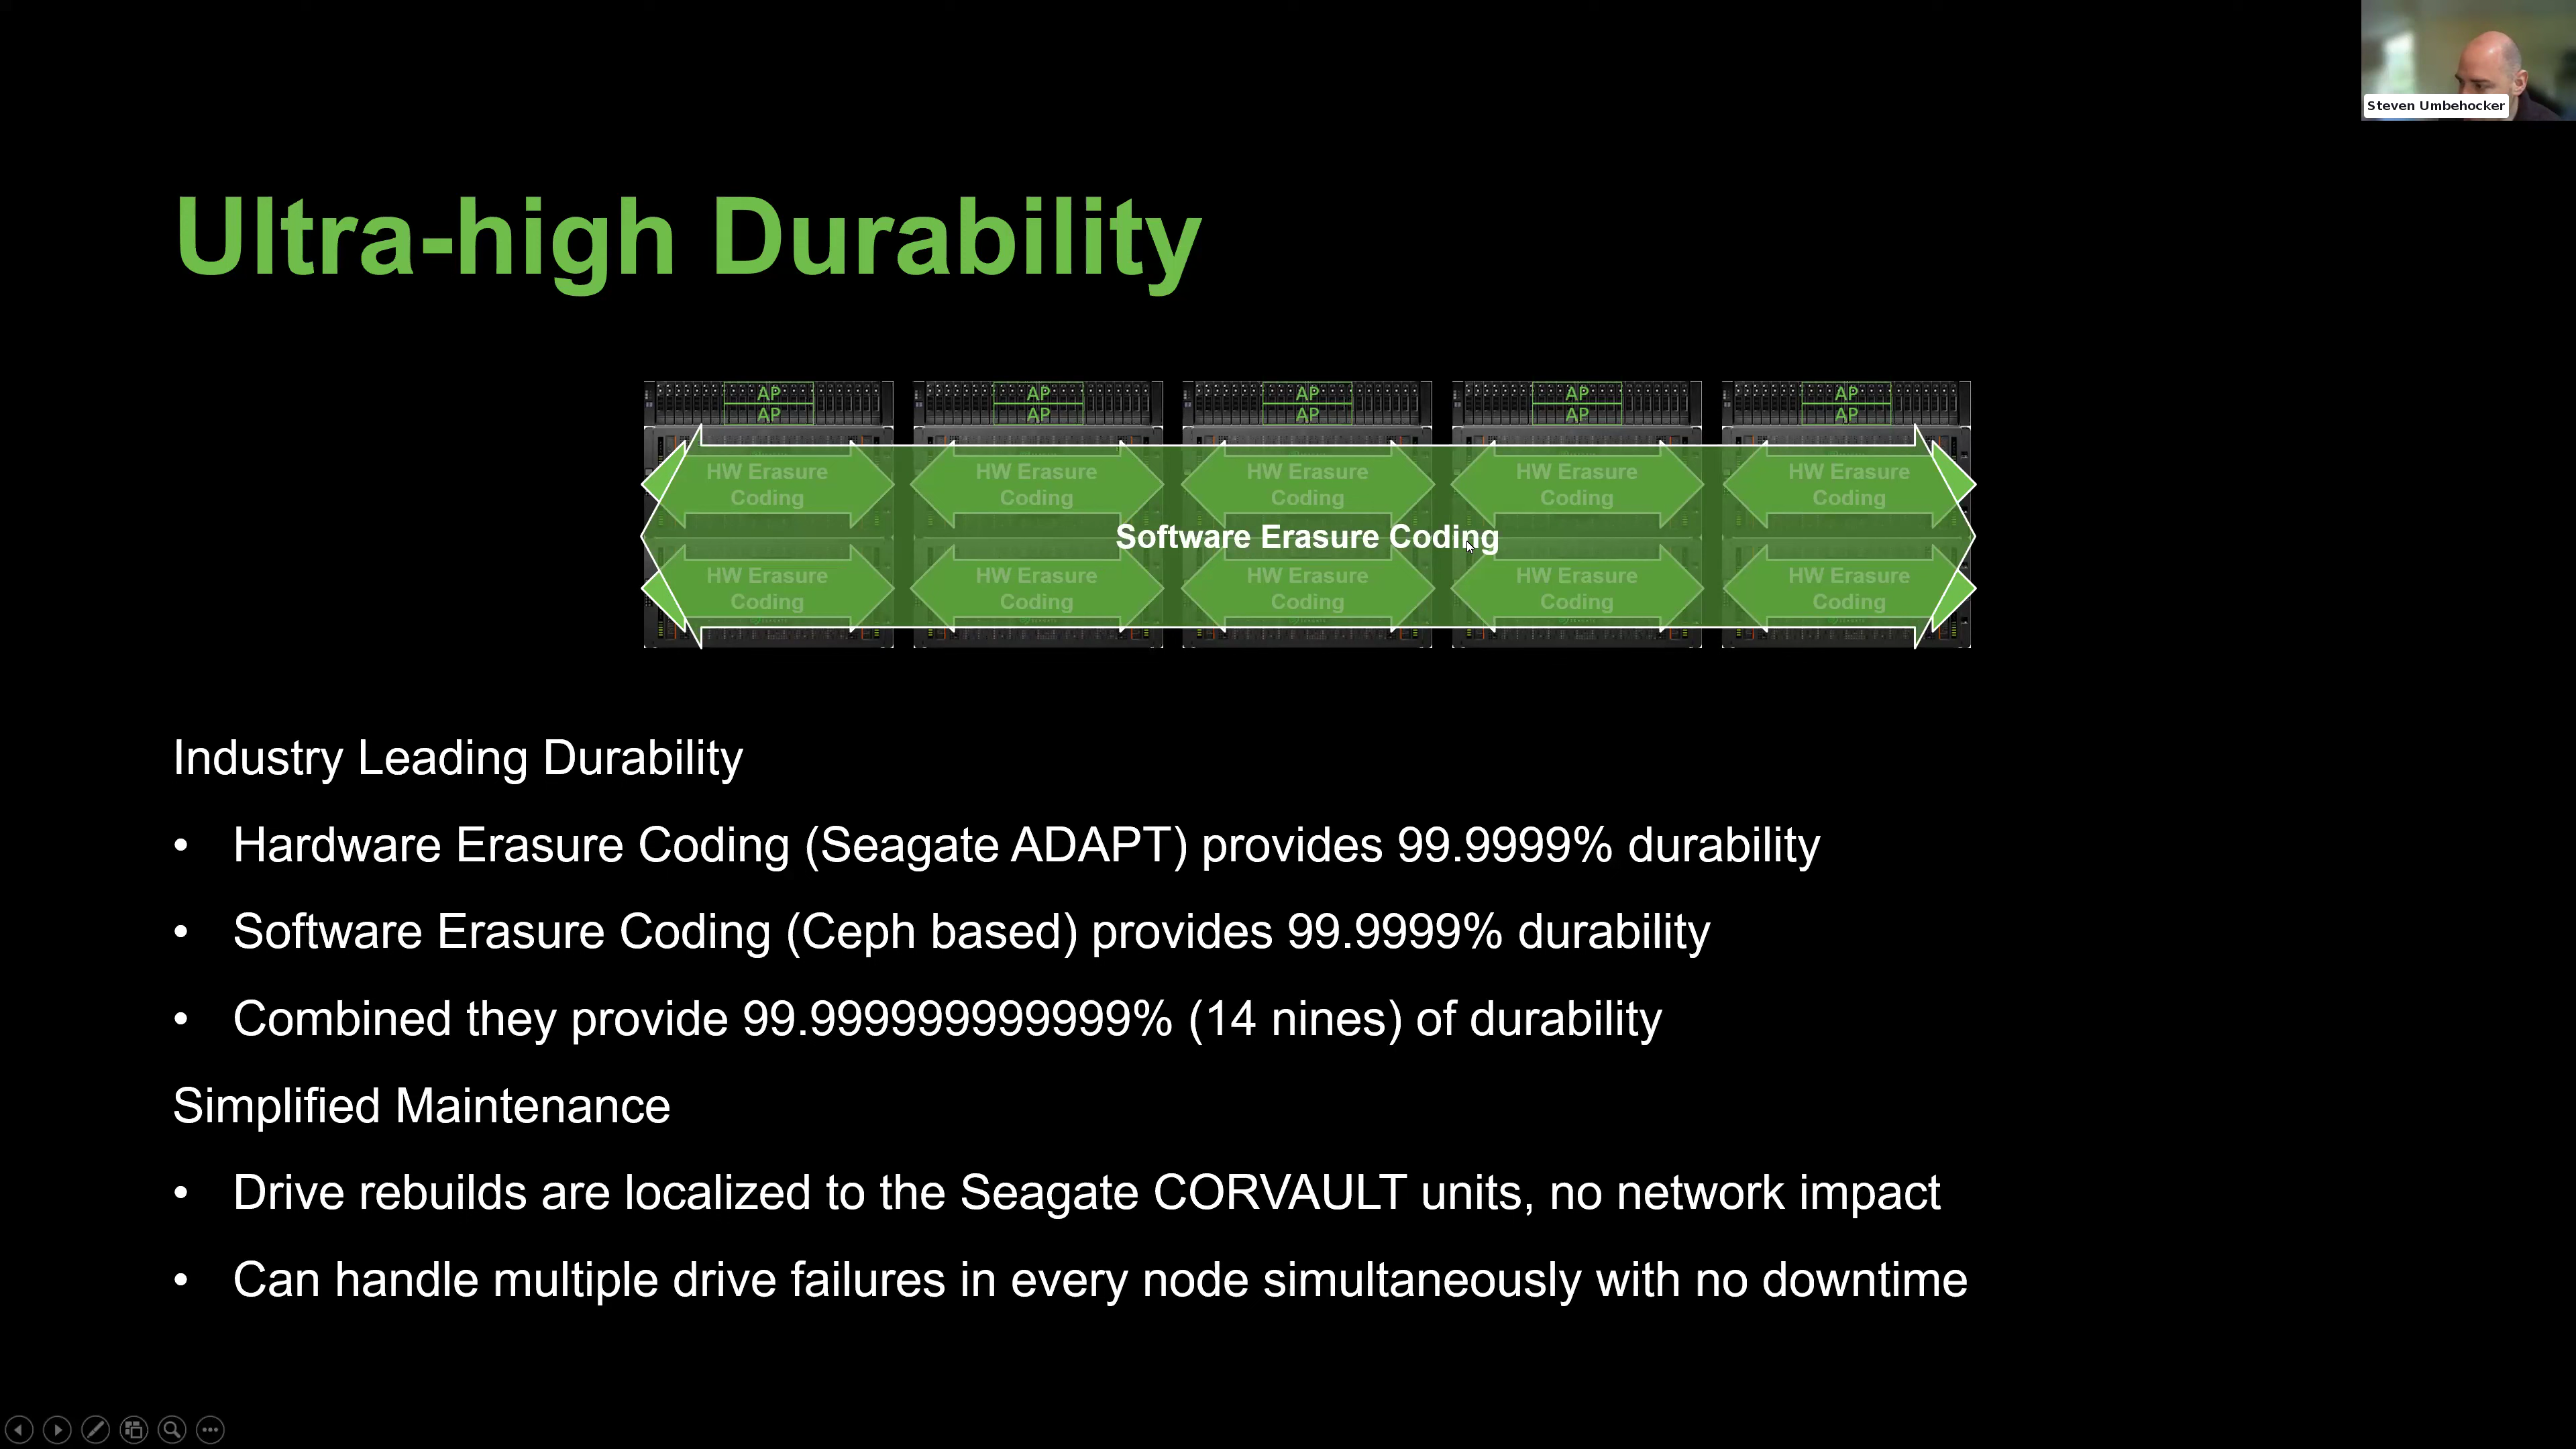 Steven Umbehocker
Ultra-high Durability
AP AP AP AP AP
AP AP AP AP AP
HW Erasure HW Erasure HW Erasure HW Erasure HW Erasure
Coding Coding Coding Coding Coding
Software Erasure Coding
HW Erasure HW Erasure HW Erasure HW Erasure HW Erasure
Coding Coding Coding Coding Coding
Industry Leading Durability
• Hardware Erasure Coding (Seagate ADAPT) provides 99.9999% durability
• Software Erasure Coding (Ceph based) provides 99.9999% durability
• Combined they provide 99.999999999999% (14 nines) of durability
Simplified Maintenance
• Drive rebuilds are localized to the Seagate CORVAULT units, no network impact
• Can handle multiple drive failures in every node simultaneously with no downtime